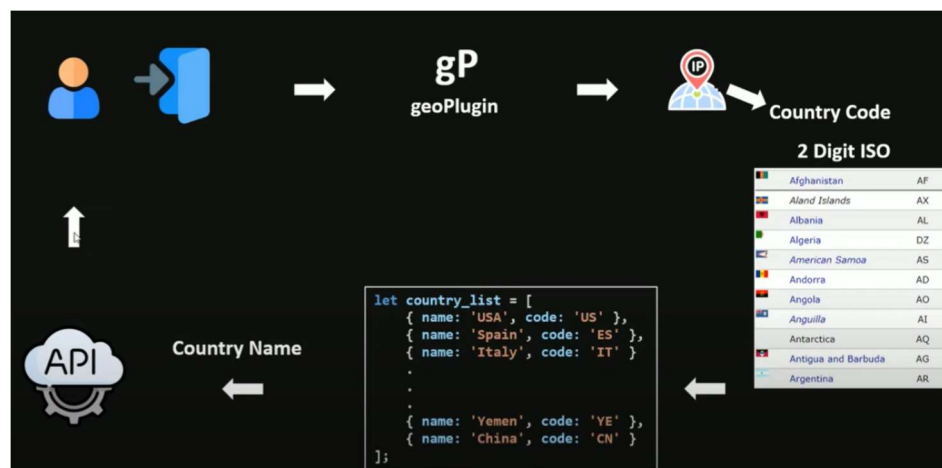 gP
geoPlugin
IP
Country Code
2 Digit ISO
Afghanistan AF
Aland Islands AX
Albania AL
Algeria DZ
American Samoa AS
Andorra AD
Angola AO
Anguilla AI
Antarctica AQ
Antigua and Barbuda AG
Argentina AR
let country_list = [
{ name: 'USA', code: 'US' },
{ name: 'Spain', code: 'ES' },
{ name: 'Italy', code: 'IT' }
.
.
.
{ name: 'Yemen', code: 'YE' },
{ name: 'China', code: 'CN' }
];
Country Name
API